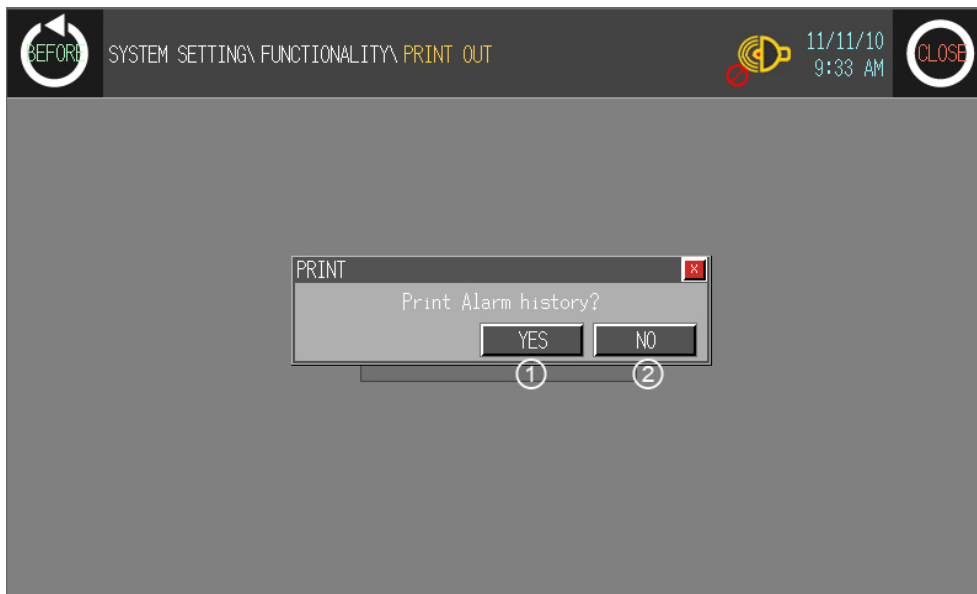 BEFORE
SYSTEM SETTING\ FUNCTIONALITY\ PRINT OUT
11/11/10
9:33 AM
CLOSE
PRINT
x
Print Alarm history?
YES NO
① ②